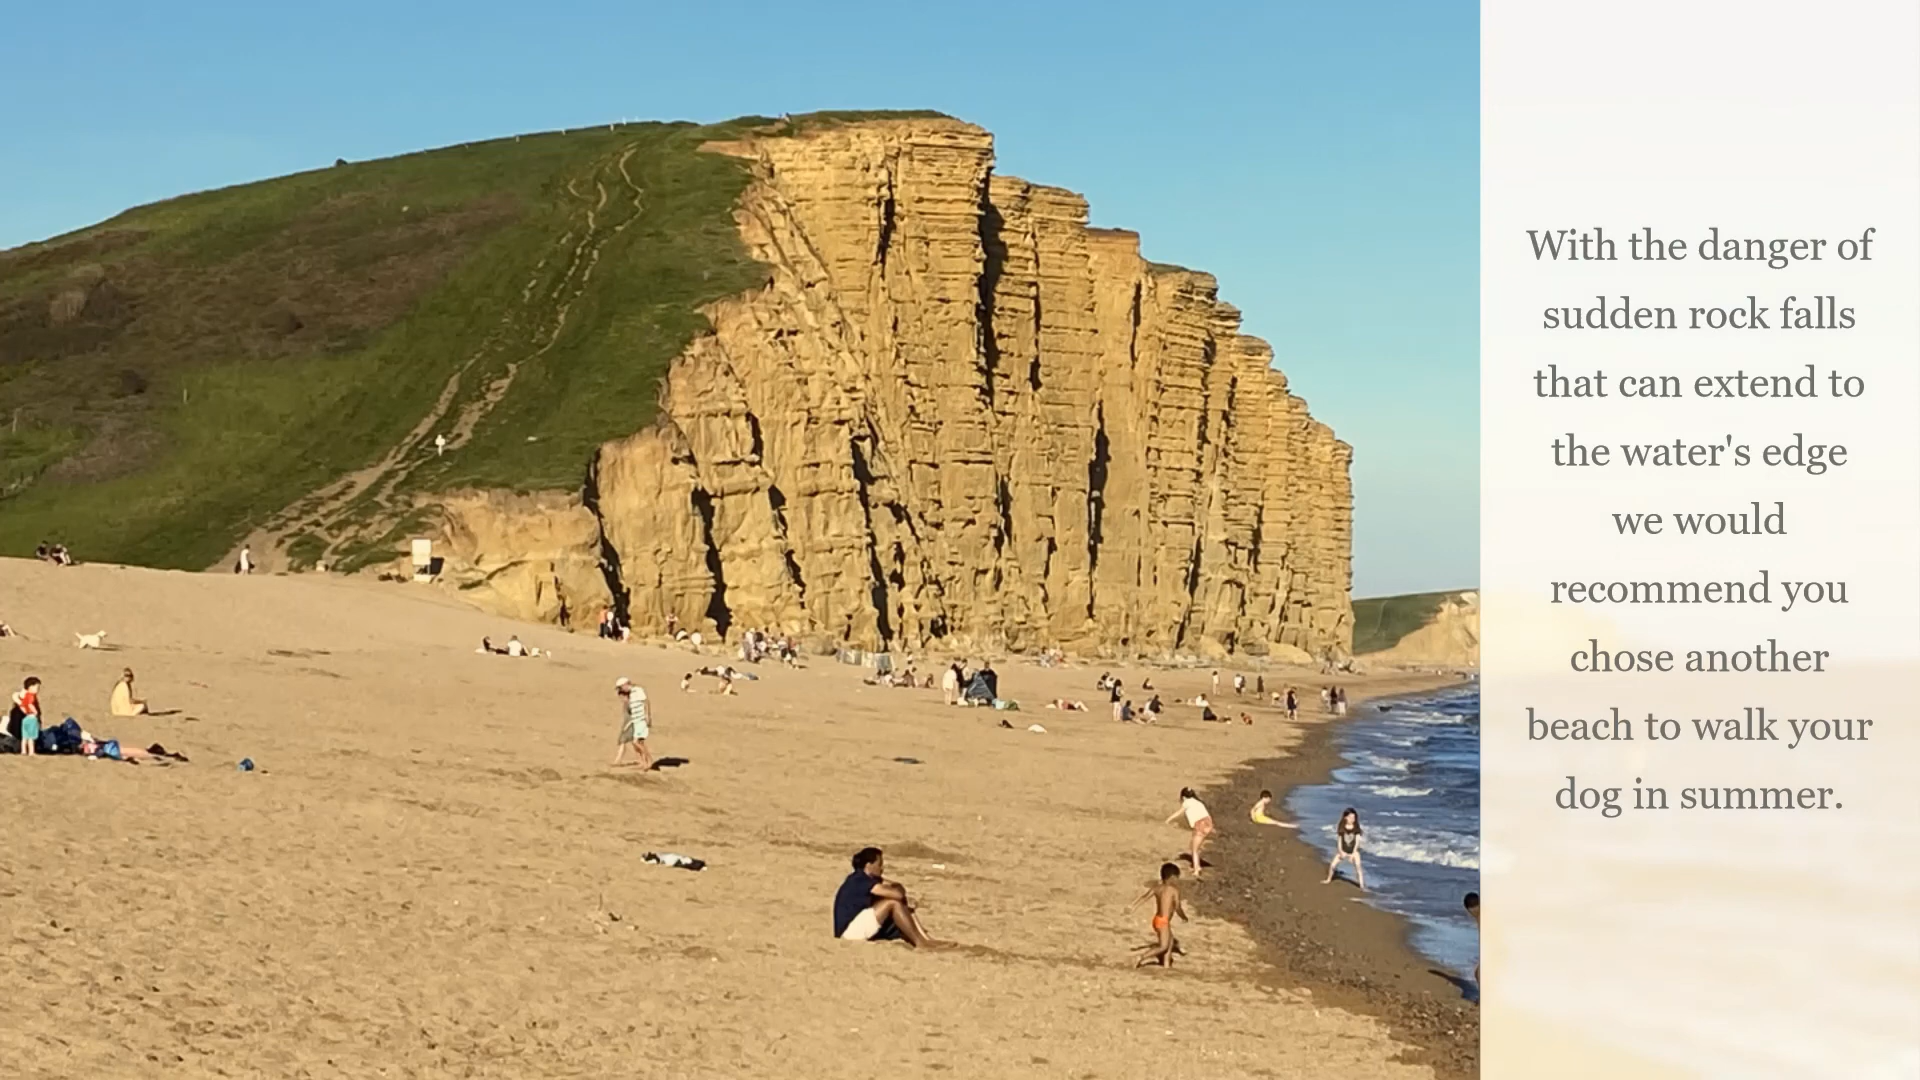 With the danger of
sudden rock falls
that can extend to
the water's edge
we would
recommend you
chose another
beach to walk your
dog in summer.